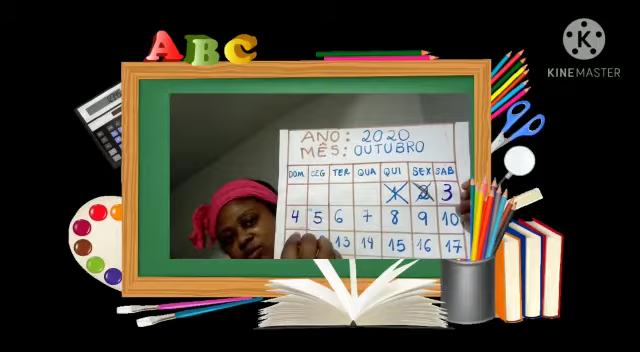 ABC
KINEMASTER
ANO: 2020
MÊS: OUTUBRO
DOM SEG TER QUA QUI SEX SAB
1 2 3
4 5 6 7 8 9 10
13 14 15 16 17